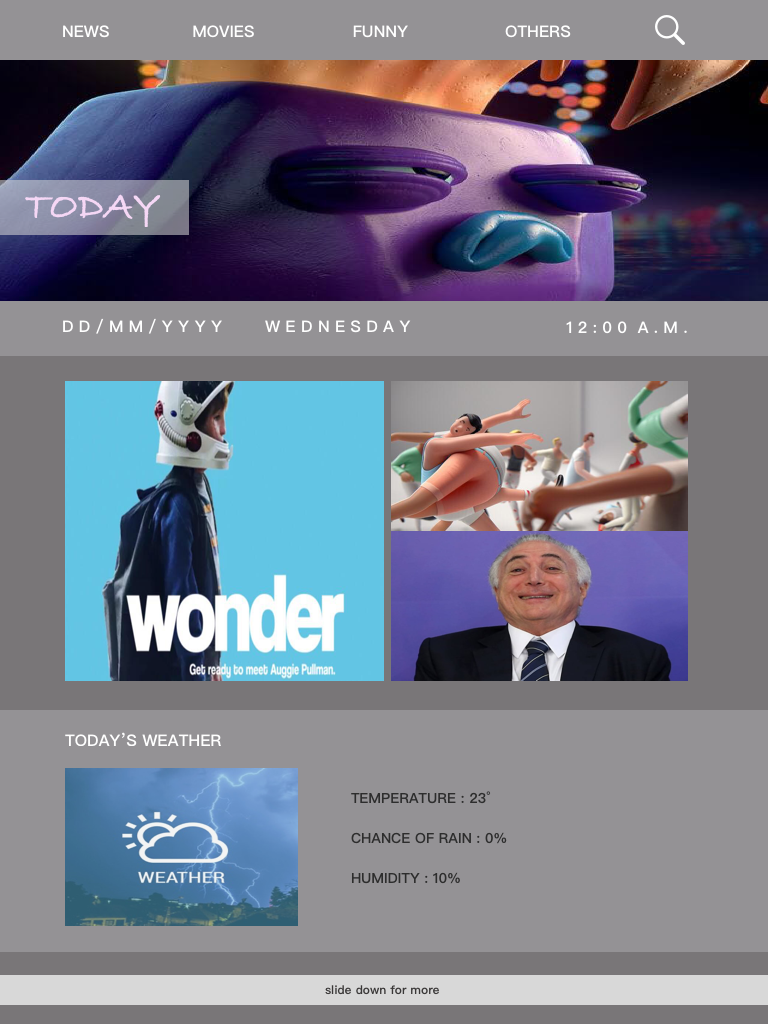 NEWS MOVIES FUNNY OTHERS
TODAY
DD/MM/YYYY WEDNESDAY 12:00 A.M.
wonder
Get ready to meet Auggie Pullman.
TODAY'S WEATHER
WEATHER
TEMPERATURE : 23°
CHANCE OF RAIN : 0%
HUMIDITY : 10%
slide down for more